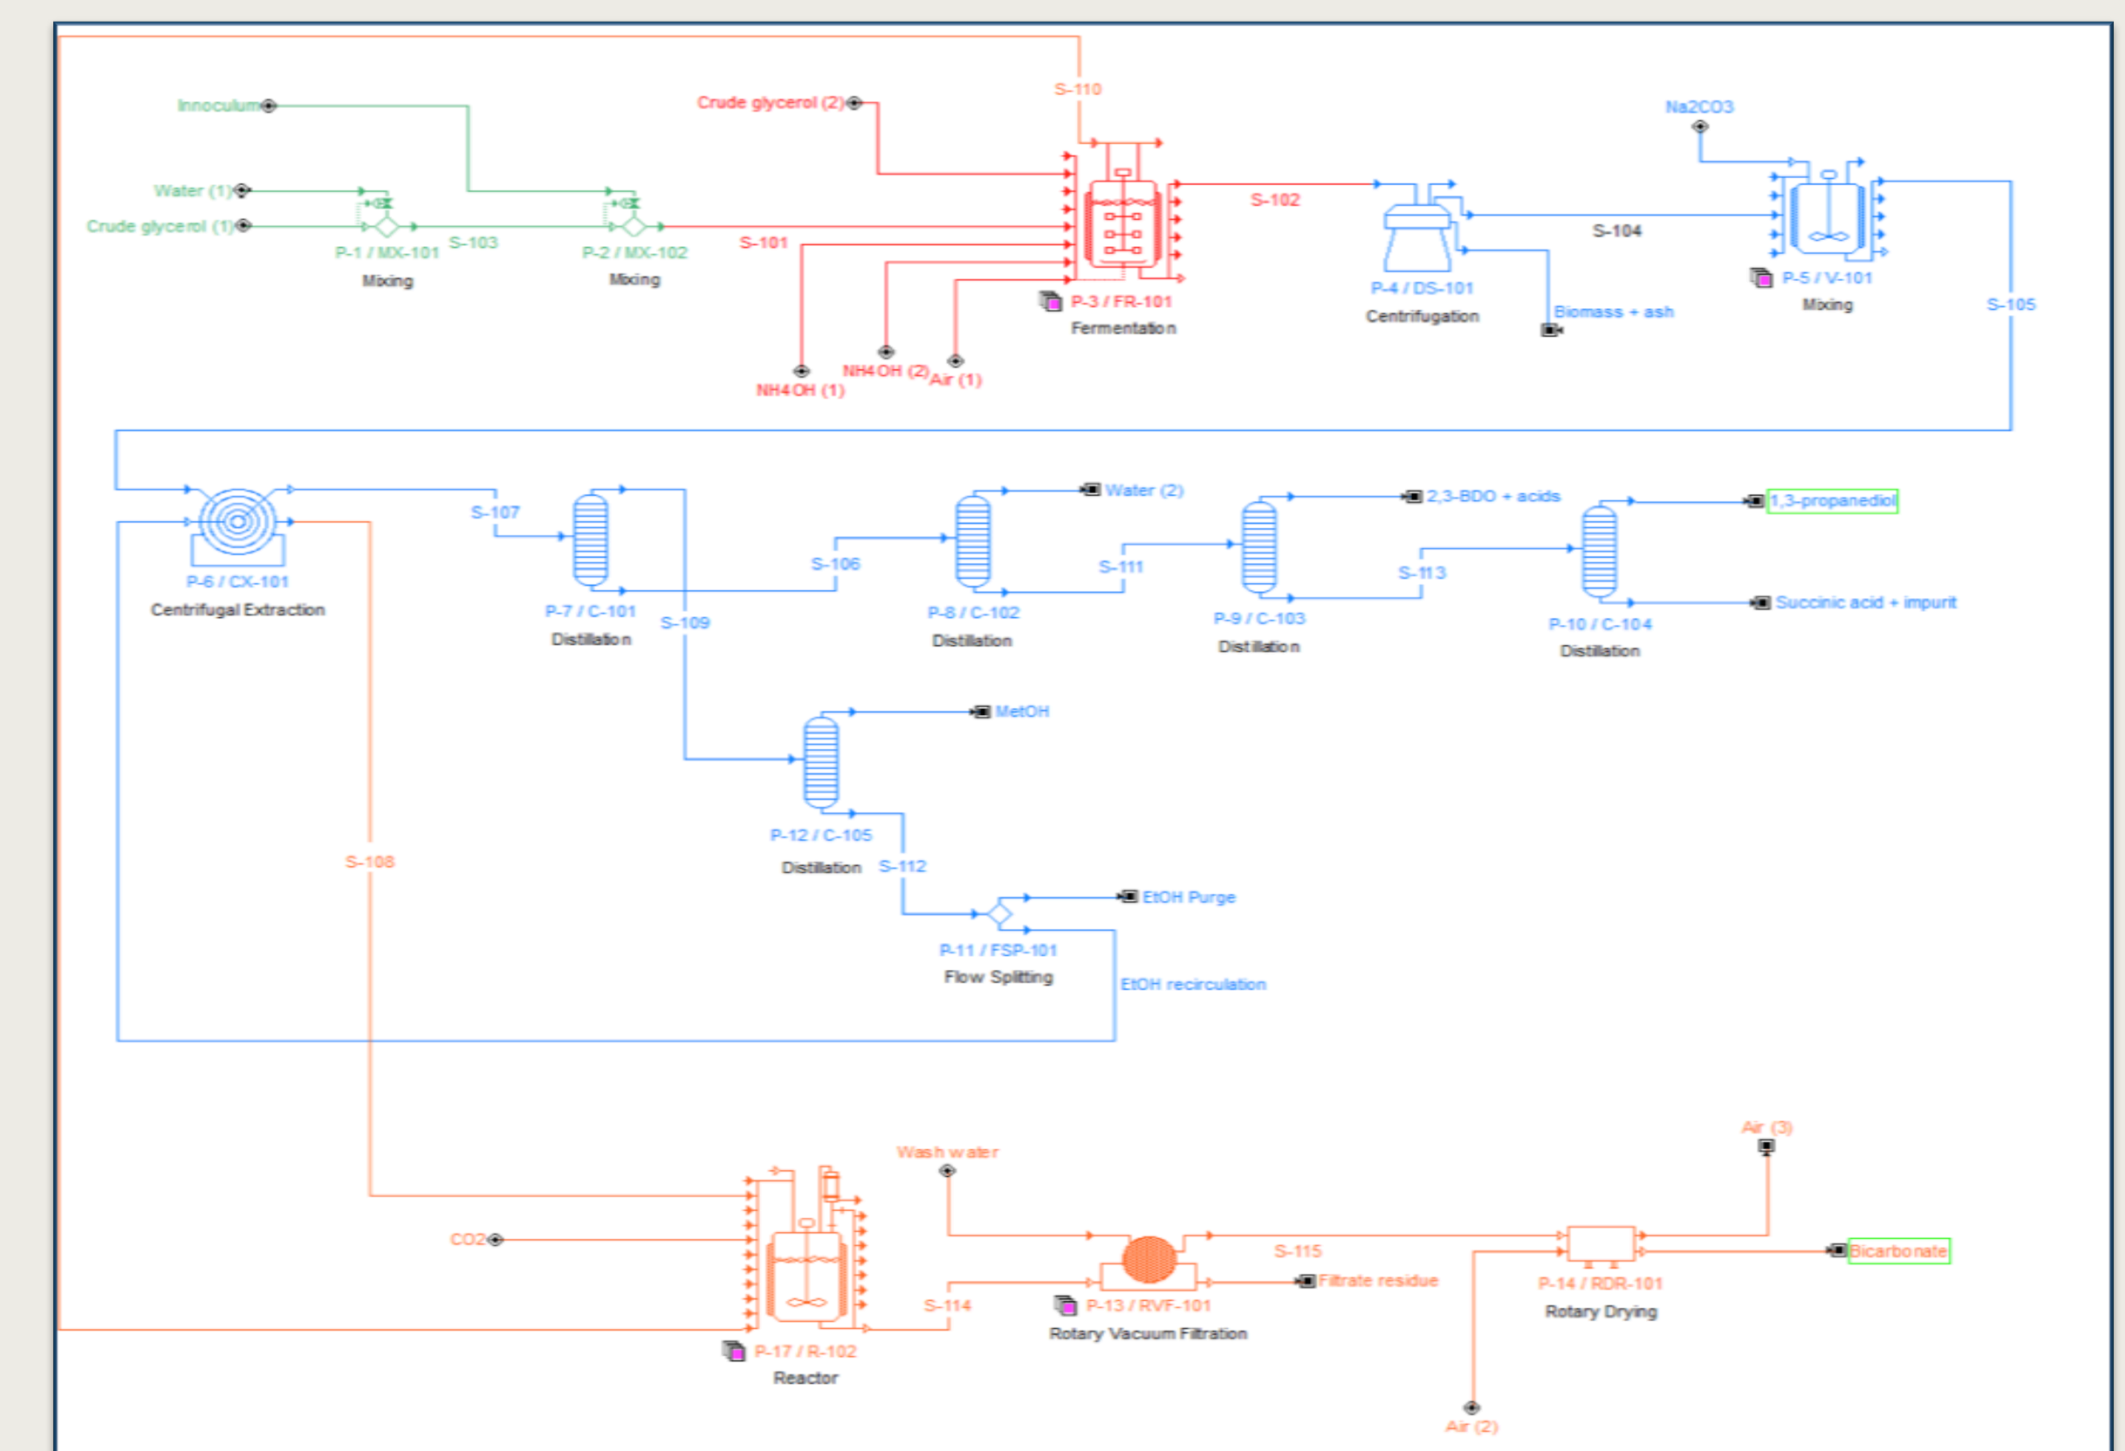 S-110
Innoculum
Crude glycerol (2)
Na2CO3
Water (1)
Crude glycerol (1)
P-1 / MX-101
Mixing
S-103
P-2 / MX-102
Mixing
S-101
S-102
S-104
P-3 / FR-101
Fermentation
P-4 / DS-101
Centrifugation
P-5 / V-101
Mixing
S-105
Biomass + ash
NH4OH (1)
NH4OH (2)
Air (1)
S-107
Water (2)
2,3-BDO + acids
1,3-propanediol
P-6 / CX-101
Centrifugal Extraction
S-106
S-111
S-113
P-7 / C-101
Distillation
S-109
P-8 / C-102
Distillation
P-9 / C-103
Distillation
P-10 / C-104
Distillation
Succinic acid + impurit
MetOH
P-12 / C-105
Distillation
S-112
S-108
EtOH Purge
P-11 / FSP-101
Flow Splitting
EtOH recirculation
Air (3)
Wash water
CO2
S-115
Bicarbonate
Filtrate residue
S-114
P-13 / RVF-101
Rotary Vacuum Filtration
P-14 / RDR-101
Rotary Drying
P-17 / R-102
Reactor
Air (2)